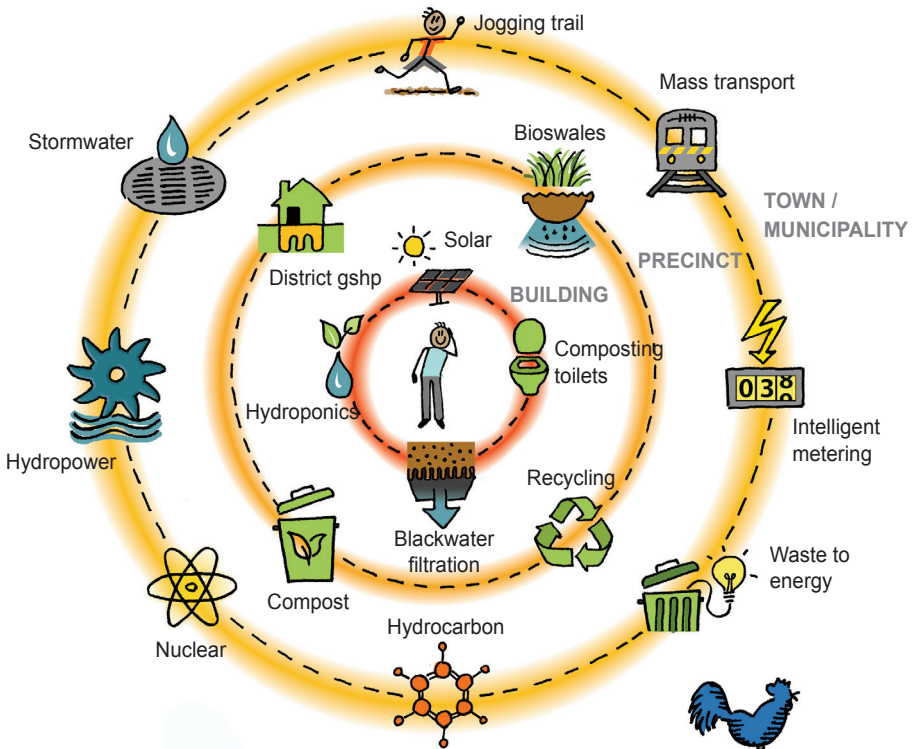 Jogging trail
Mass transport
Stormwater
Bioswales
TOWN /
MUNICIPALITY
District gshp
Solar
PRECINCT
BUILDING
Composting
toilets
Hydroponics
030
Intelligent
metering
Hydropower
Recycling
Blackwater
filtration
Waste to
energy
Compost
Nuclear
Hydrocarbon